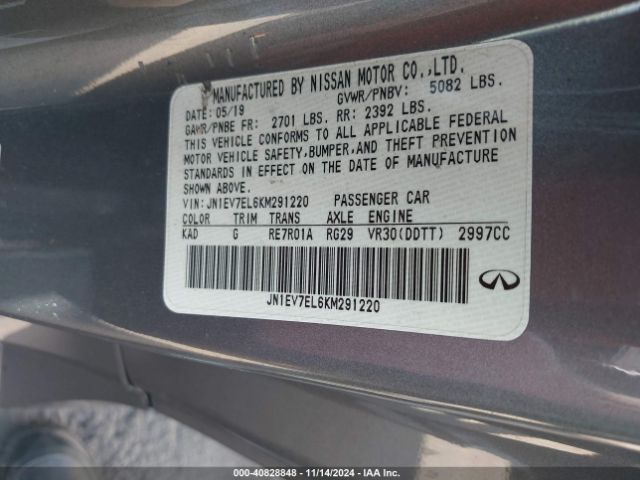 MANUFACTURED BY NISSAN MOTOR CO.,LTD.
DATE: 05/19 GVWR/PNBV: 5082 LBS.
GAWR/PNBE FR: 2701 LBS. RR: 2392 LBS.
THIS VEHICLE CONFORMS TO ALL APPLICABLE FEDERAL
MOTOR VEHICLE SAFETY,BUMPER,AND THEFT PREVENTION
STANDARDS IN EFFECT ON THE DATE OF MANUFACTURE
SHOWN ABOVE.
VIN: JN1EV7EL6KM291220 PASSENGER CAR
COLOR TRIM TRANS AXLE ENGINE
KAD G RE7R01A RG29 VR30(DDTT) 2997CC
JN1EV7EL6KM291220
000-40828848 - 11/14/2024 - IAA Inc.